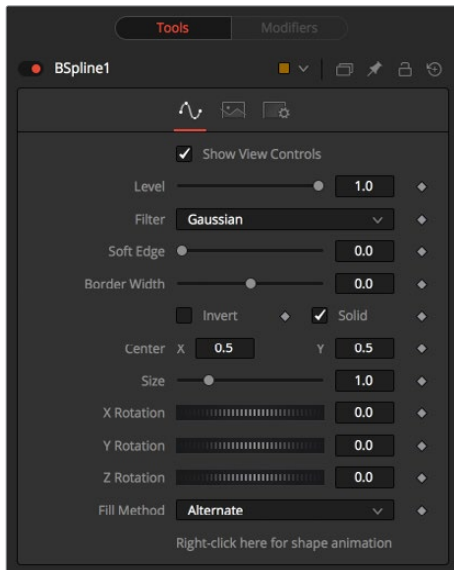 Tools Modifiers
BSpline1
Show View Controls
Level 1.0
Filter Gaussian
Soft Edge 0.0
Border Width 0.0
Invert Solid
Center X 0.5 Y 0.5
Size 1.0
X Rotation 0.0
Y Rotation 0.0
Z Rotation 0.0
Fill Method Alternate
Right-click here for shape animation